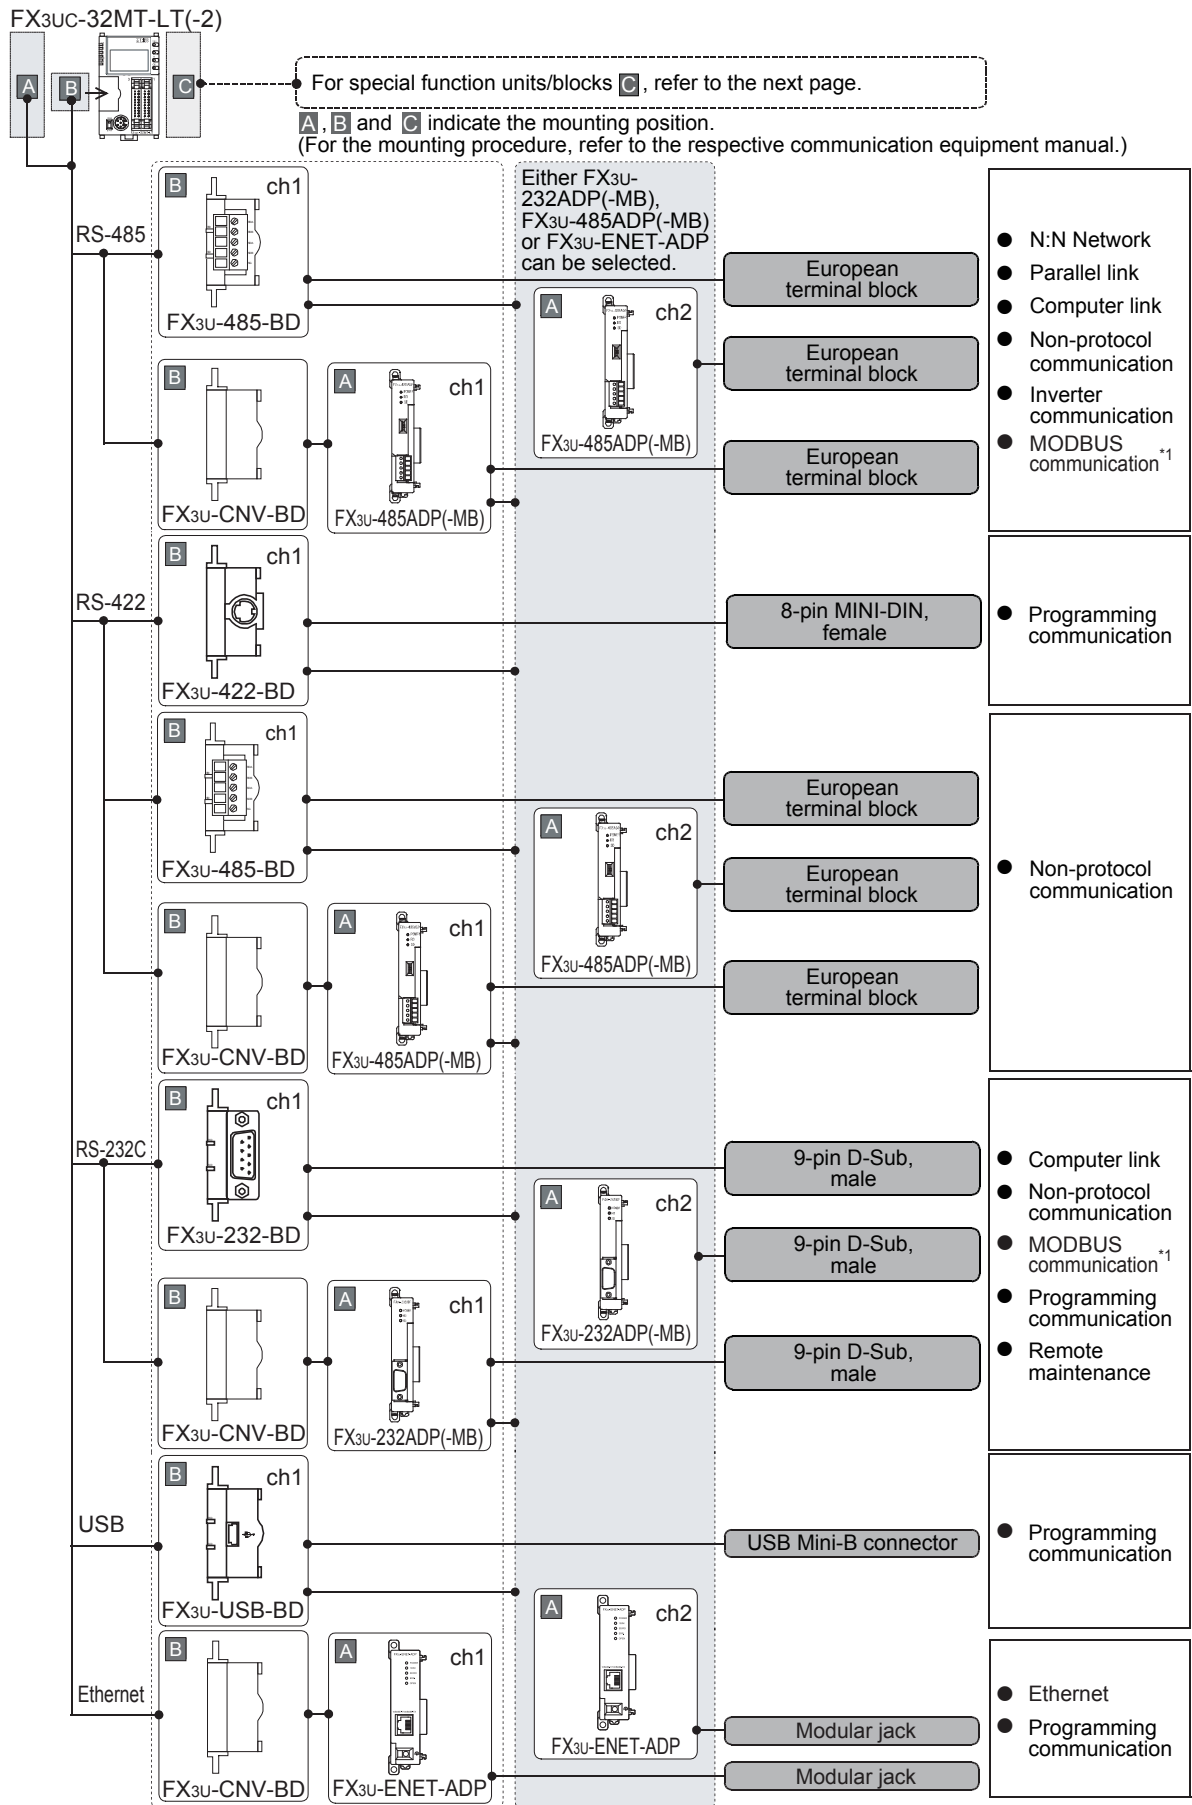 FX3UC-32MT-LT(-2)
A
B
C
For special function units/blocks C , refer to the next page.
A , B and C indicate the mounting position.
(For the mounting procedure, refer to the respective communication equipment manual.)
Either FX3U-
232ADP(-MB),
FX3U-485ADP(-MB)
or FX3U-ENET-ADP
can be selected.
RS-485
B
ch1
FX3U-485-BD
European
terminal block
A
ch2
FX3U-485ADP(-MB)
European
terminal block
B
FX3U-CNV-BD
A
ch1
FX3U-485ADP(-MB)
European
terminal block
● N:N Network
● Parallel link
● Computer link
● Non-protocol
communication
● Inverter
communication
● MODBUS
communication*1
RS-422
B
ch1
FX3U-422-BD
8-pin MINI-DIN,
female
● Programming
communication
B
ch1
FX3U-485-BD
European
terminal block
A
ch2
FX3U-485ADP(-MB)
European
terminal block
B
FX3U-CNV-BD
A
ch1
FX3U-485ADP(-MB)
European
terminal block
● Non-protocol
communication
RS-232C
B
ch1
FX3U-232-BD
9-pin D-Sub,
male
A
ch2
FX3U-232ADP(-MB)
9-pin D-Sub,
male
B
FX3U-CNV-BD
A
ch1
FX3U-232ADP(-MB)
9-pin D-Sub,
male
● Computer link
● Non-protocol
communication
● MODBUS
communication*1
● Programming
communication
● Remote
maintenance
USB
B
ch1
FX3U-USB-BD
USB Mini-B connector
● Programming
communication
Ethernet
B
FX3U-CNV-BD
A
ch1
FX3U-ENET-ADP
A
ch2
FX3U-ENET-ADP
Modular jack
Modular jack
● Ethernet
● Programming
communication